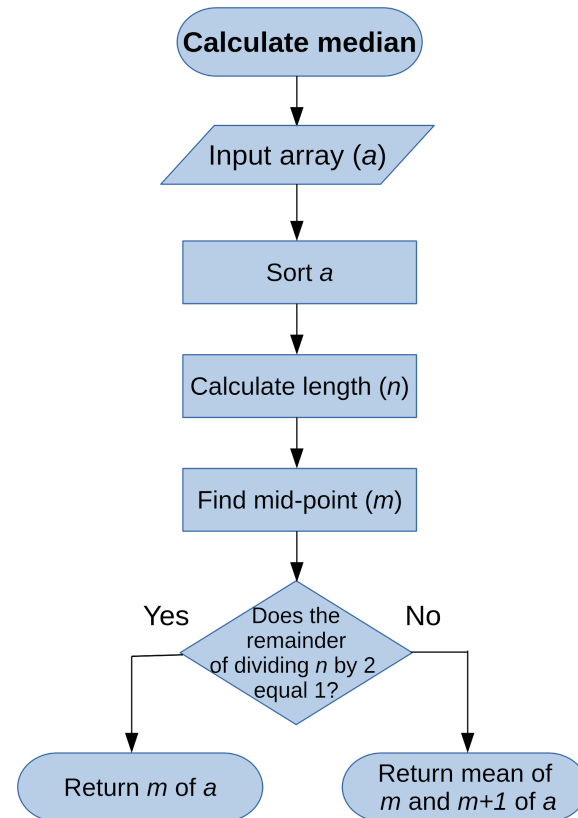 Calculate median
Input array (a)
Sort a
Calculate length (n)
Find mid-point (m)
Yes
No
Does the
remainder
of dividing n by 2
equal 1?
Return m of a
Return mean of
m and m+1 of a